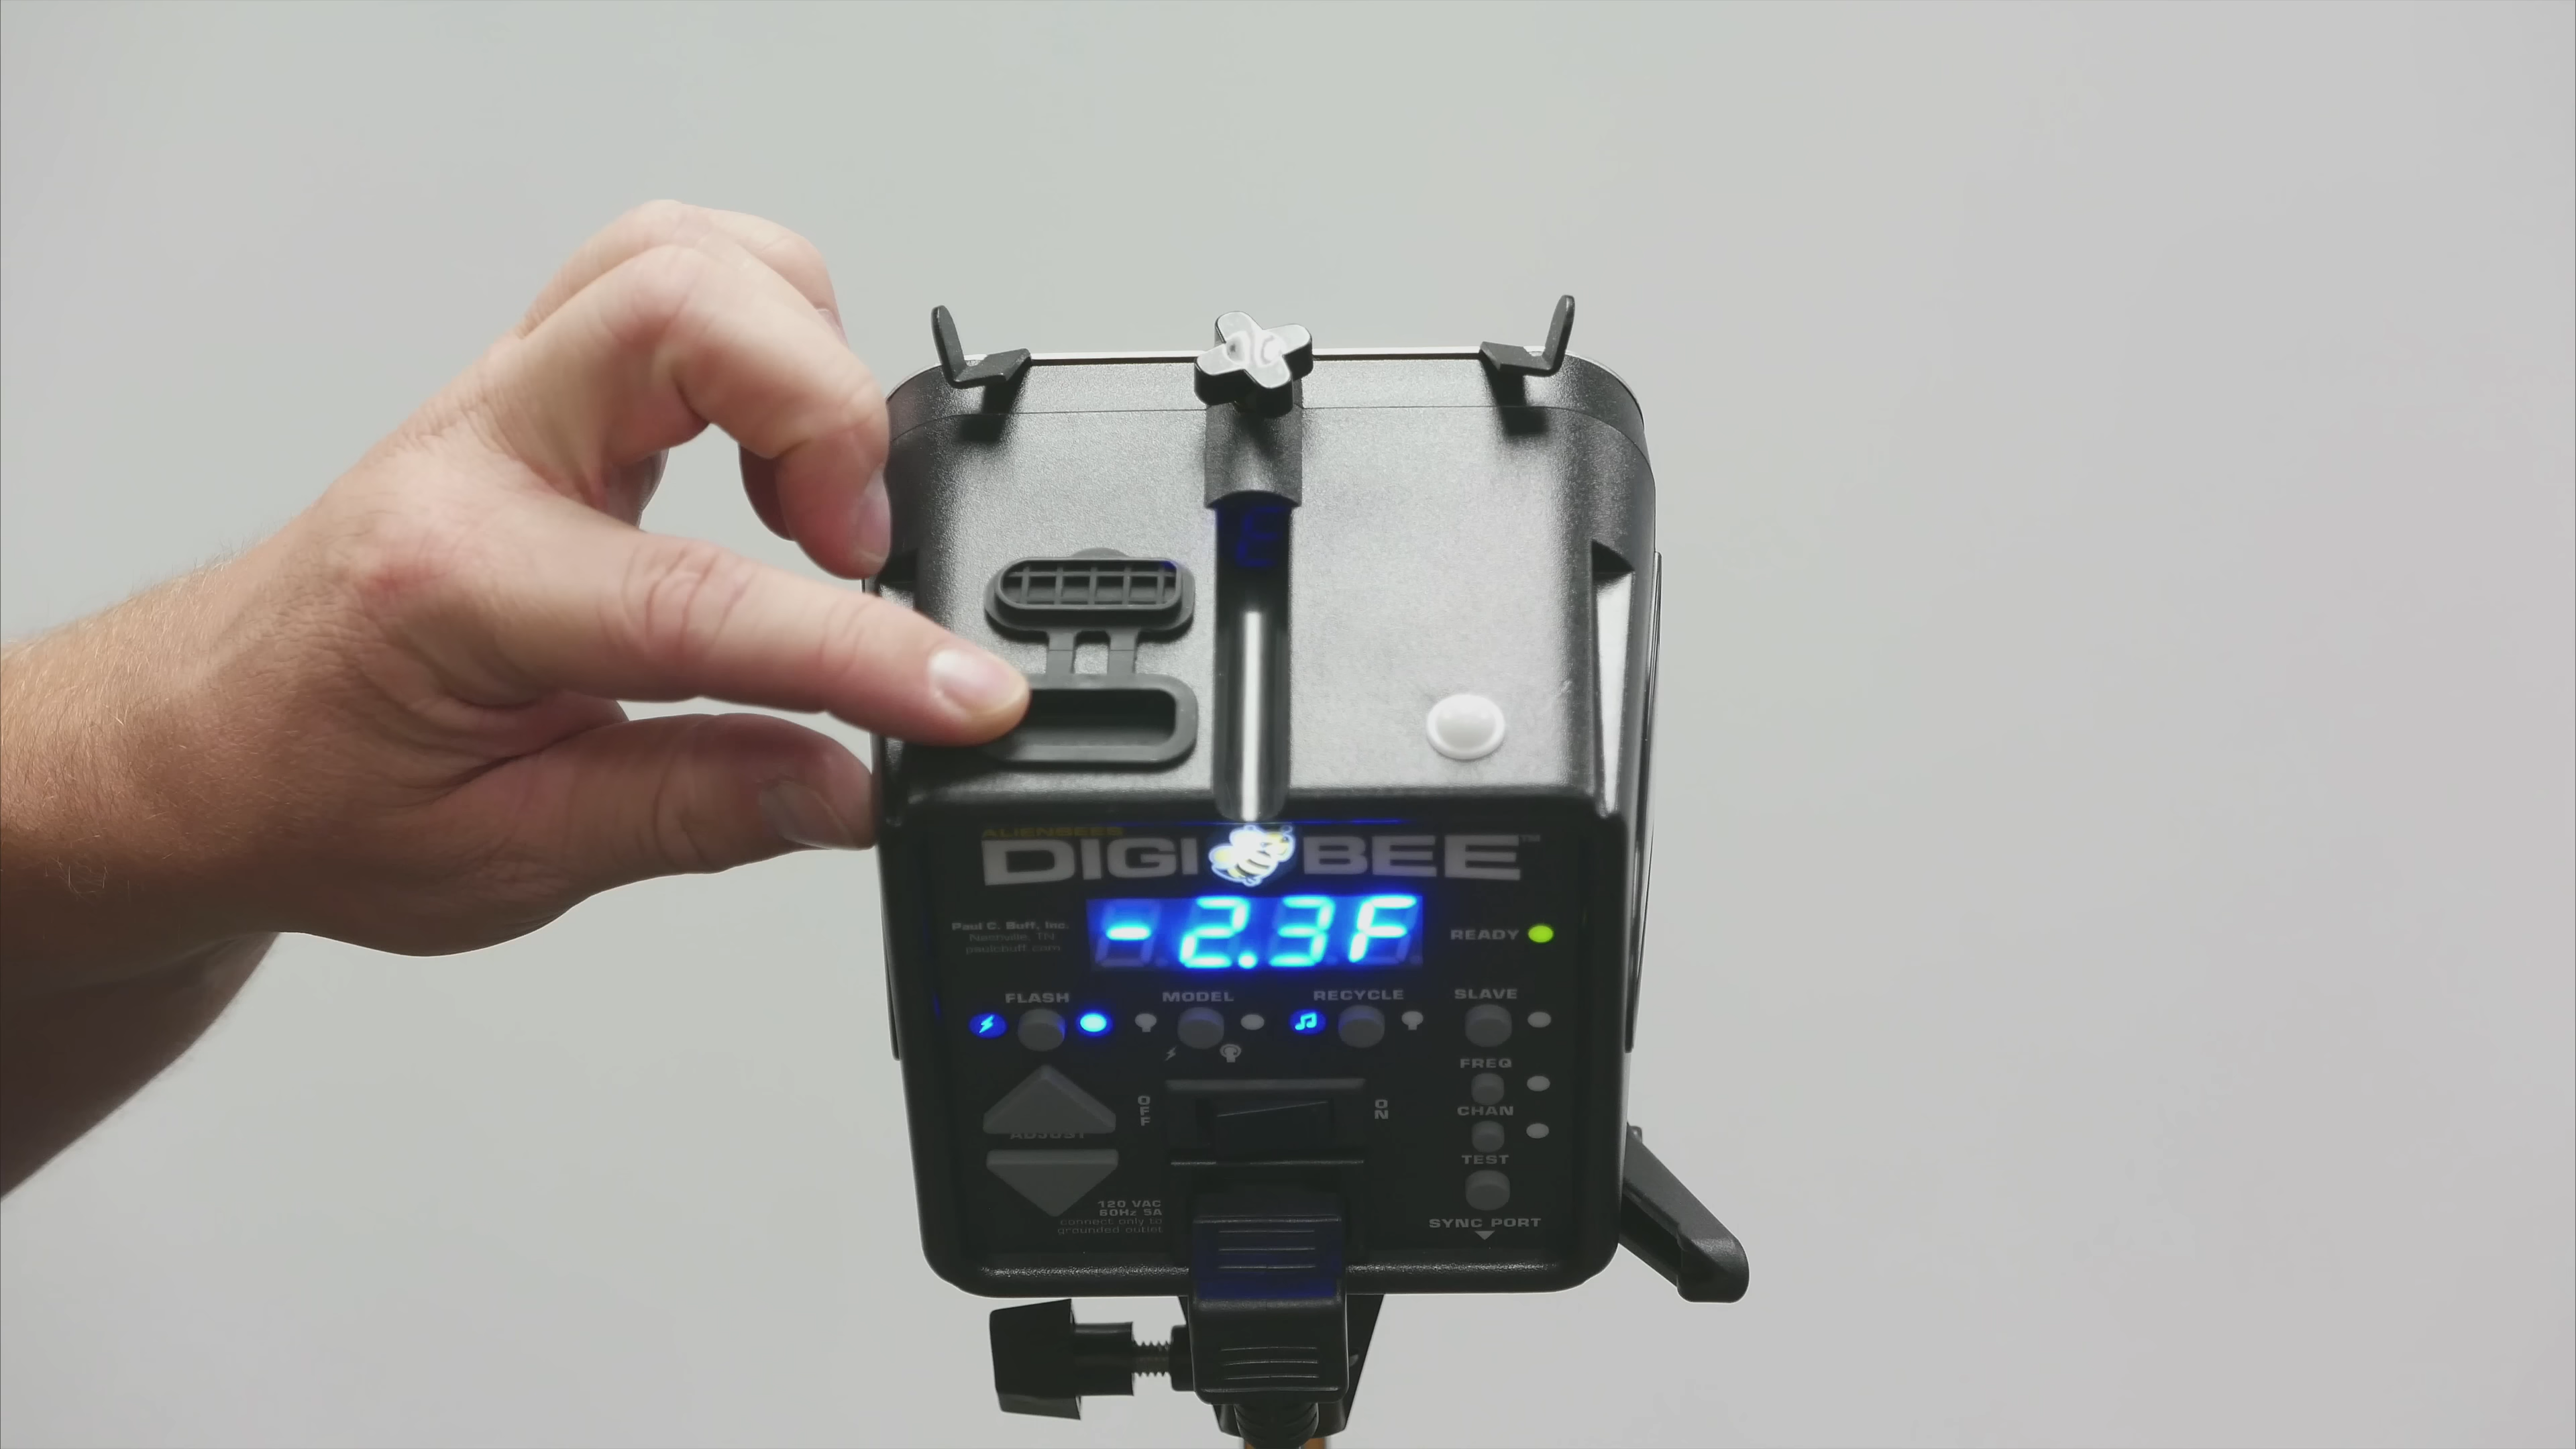 ALIENBEES
DIGI BEE™
-2.3F
Paul C. Buff, Inc.
Nashville, TN
paulcbuff.com
READY
FLASH
MODEL
RECYCLE
SLAVE
FREQ
CHAN
OFF
ON
ADJUST
TEST
120 VAC
60Hz 5A
connect only to
grounded outlet
SYNC PORT